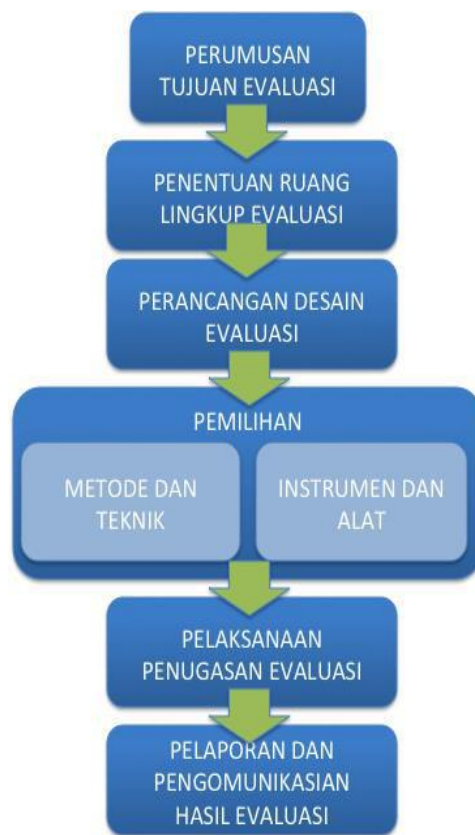 PERUMUSAN
TUJUAN EVALUASI
PENENTUAN RUANG
LINGKUP EVALUASI
PERANCANGAN DESAIN
EVALUASI
PEMILIHAN
METODE DAN
TEKNIK
INSTRUMEN DAN
ALAT
PELAKSANAAN
PENUGASAN EVALUASI
PELAPORAN DAN
PENGOMUNIKASIAN
HASIL EVALUASI